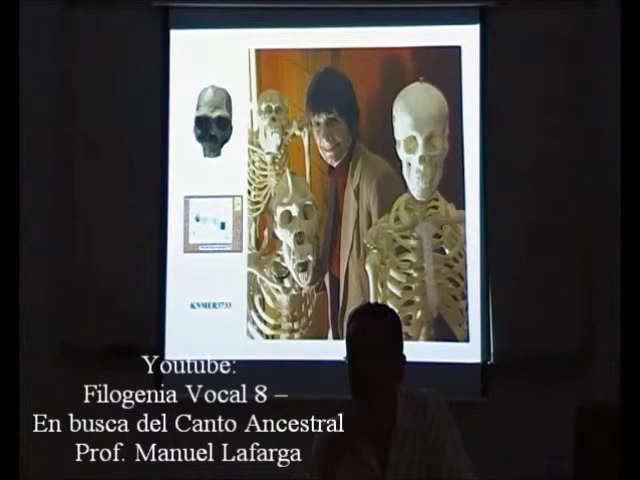 KNMER3733
Youtube:
Filogenia Vocal 8 –
En busca del Canto Ancestral
Prof. Manuel Lafarga